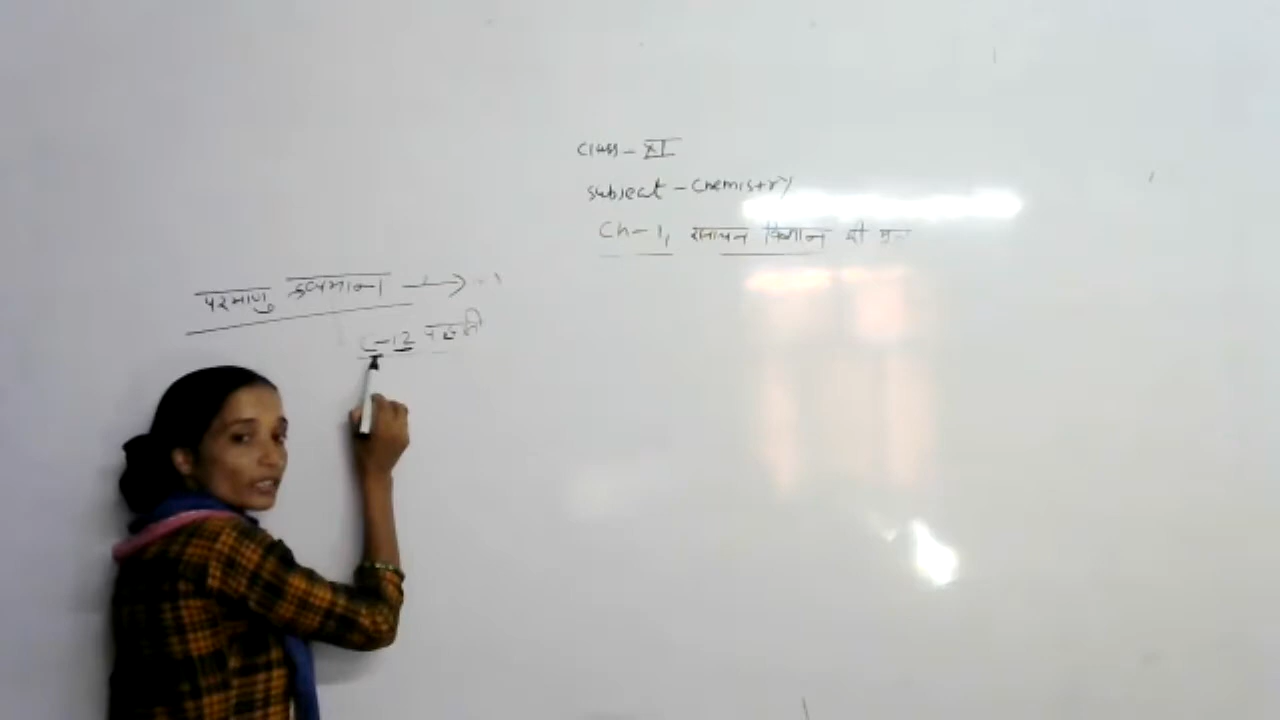 Class - XI
Subject - Chemistry
Ch-1, रसायन विज्ञान की
परमाणु द्रव्यमान →
C-12 पद्धति